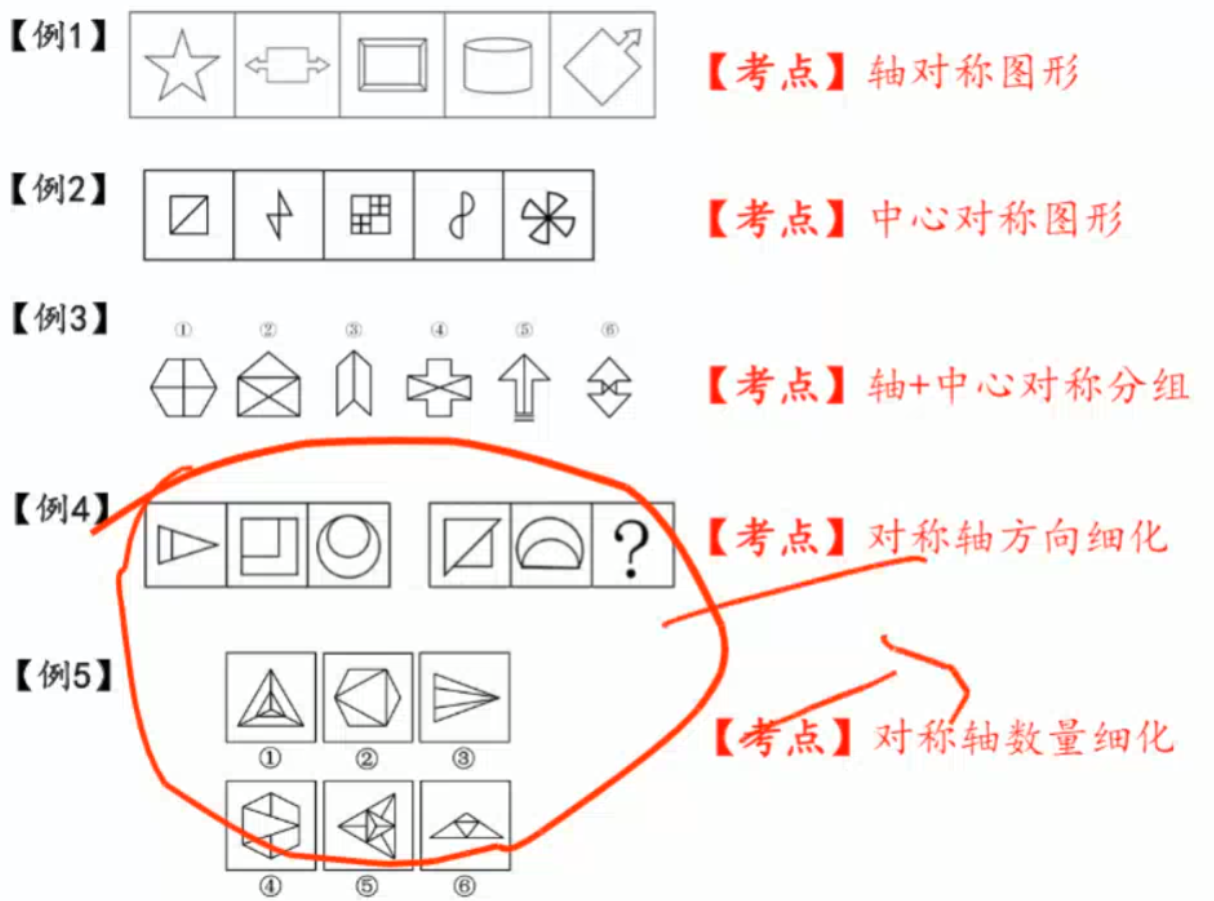 【例1】
【考点】轴对称图形
【例2】
【考点】中心对称图形
【例3】
① ② ③ ④ ⑤ ⑥
【考点】轴+中心对称分组
【例4】
?
【考点】对称轴方向细化
【例5】
① ② ③
【考点】对称轴数量细化
④ ⑤ ⑥